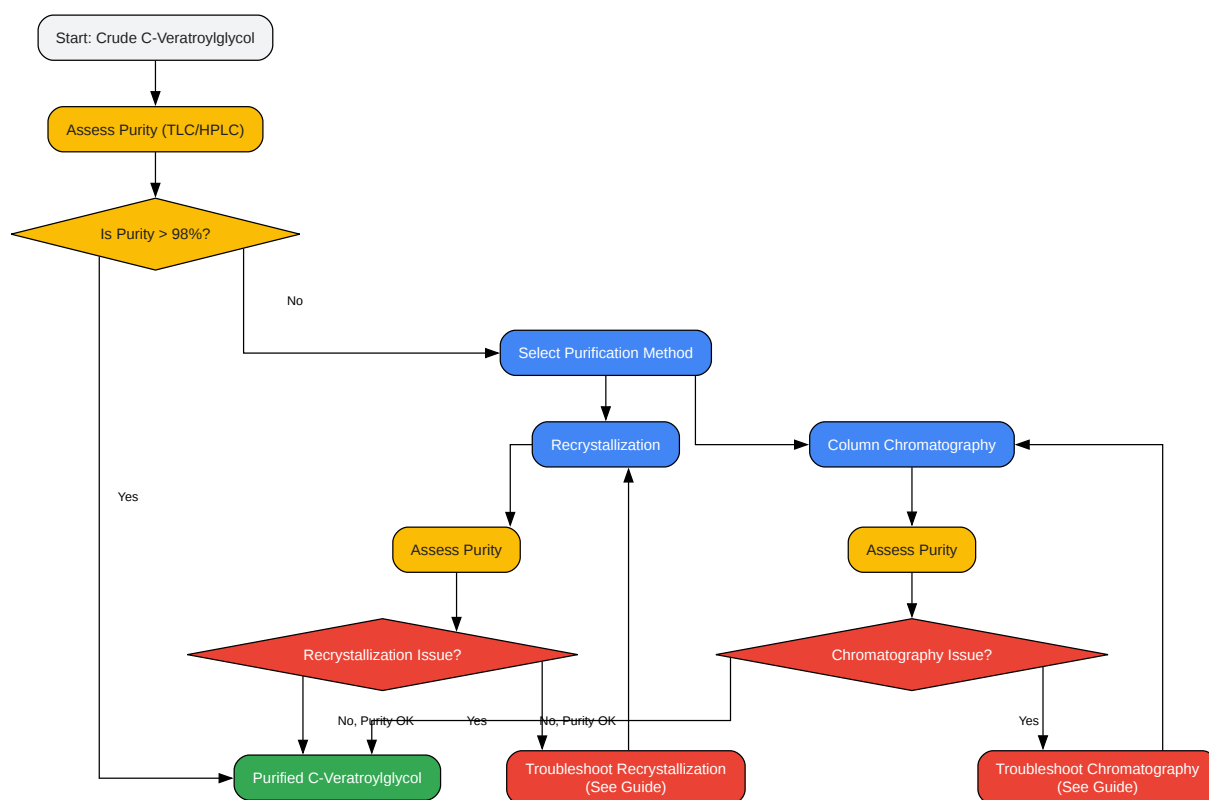 Start: Crude C-Veratroylglycol
Assess Purity (TLC/HPLC)
Is Purity > 98%?
No
Select Purification Method
Recrystallization
Column Chromatography
Yes
Assess Purity
Assess Purity
Recrystallization Issue?
Chromatography Issue?
No, Purity OK
Yes
No, Purity OK
Yes
Purified C-Veratroylglycol
Troubleshoot Recrystallization
(See Guide)
Troubleshoot Chromatography
(See Guide)